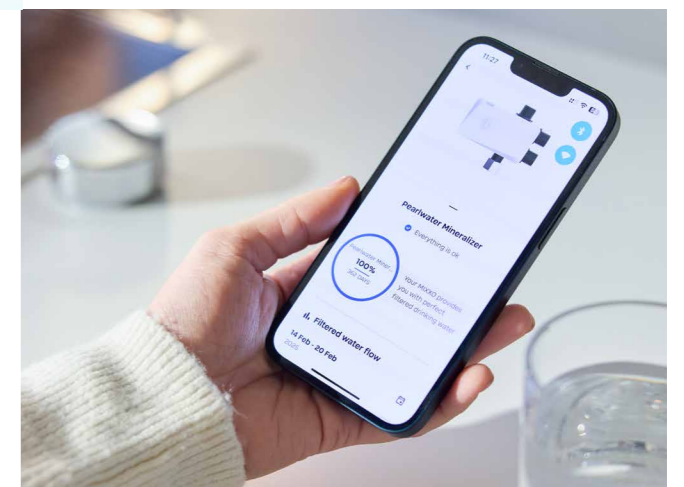 11:27
Pearlwater Mineralizer
Everything is ok
Pearlwater Miner...
100%
362 DAYS
Your MIXXO provides
you with perfect
filtered drinking water
Filtered water flow
14 Feb - 20 Feb
2025